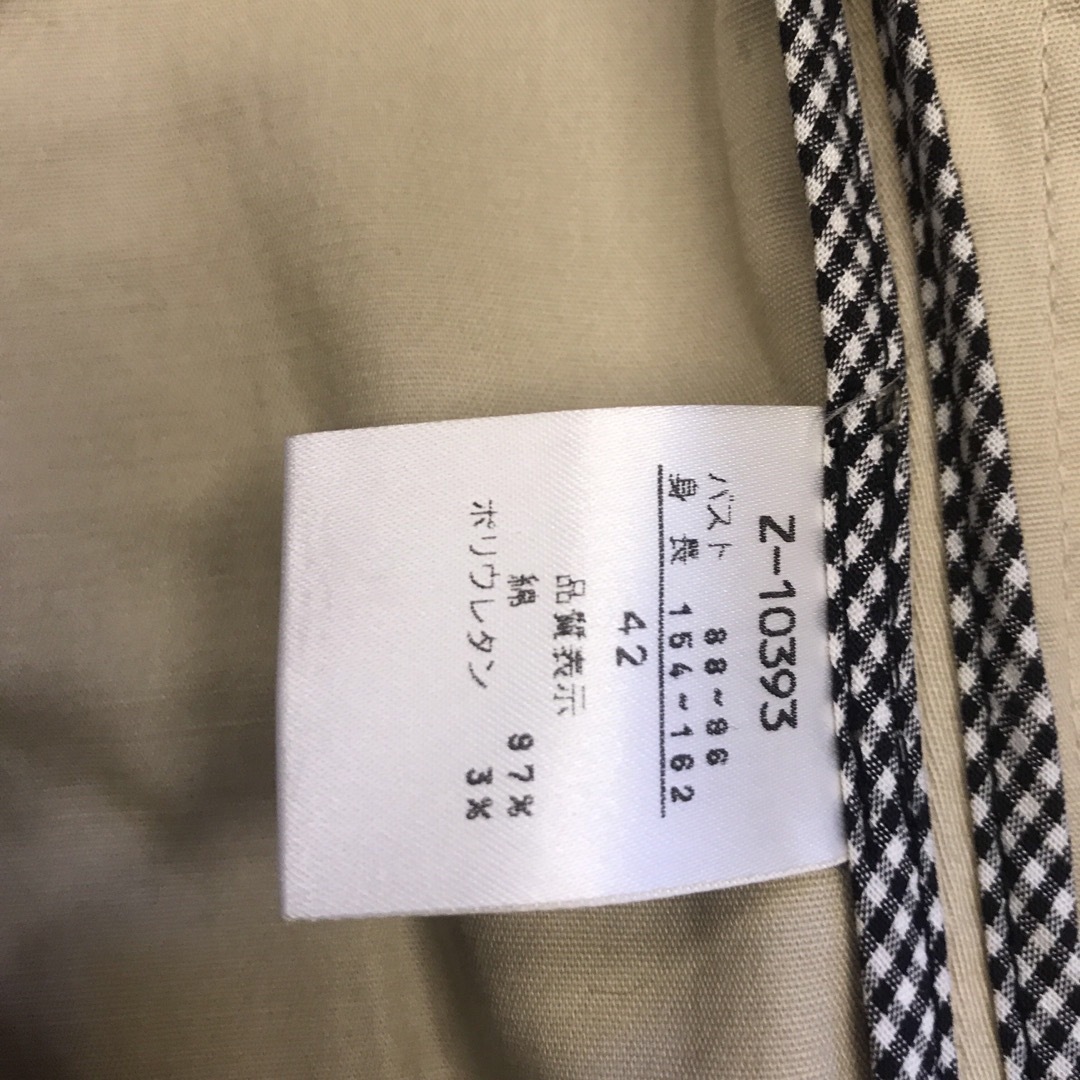 Z-10393
バスト 88~96
身長 154~162
42
品質表示
綿 97%
ポリウレタン 3%